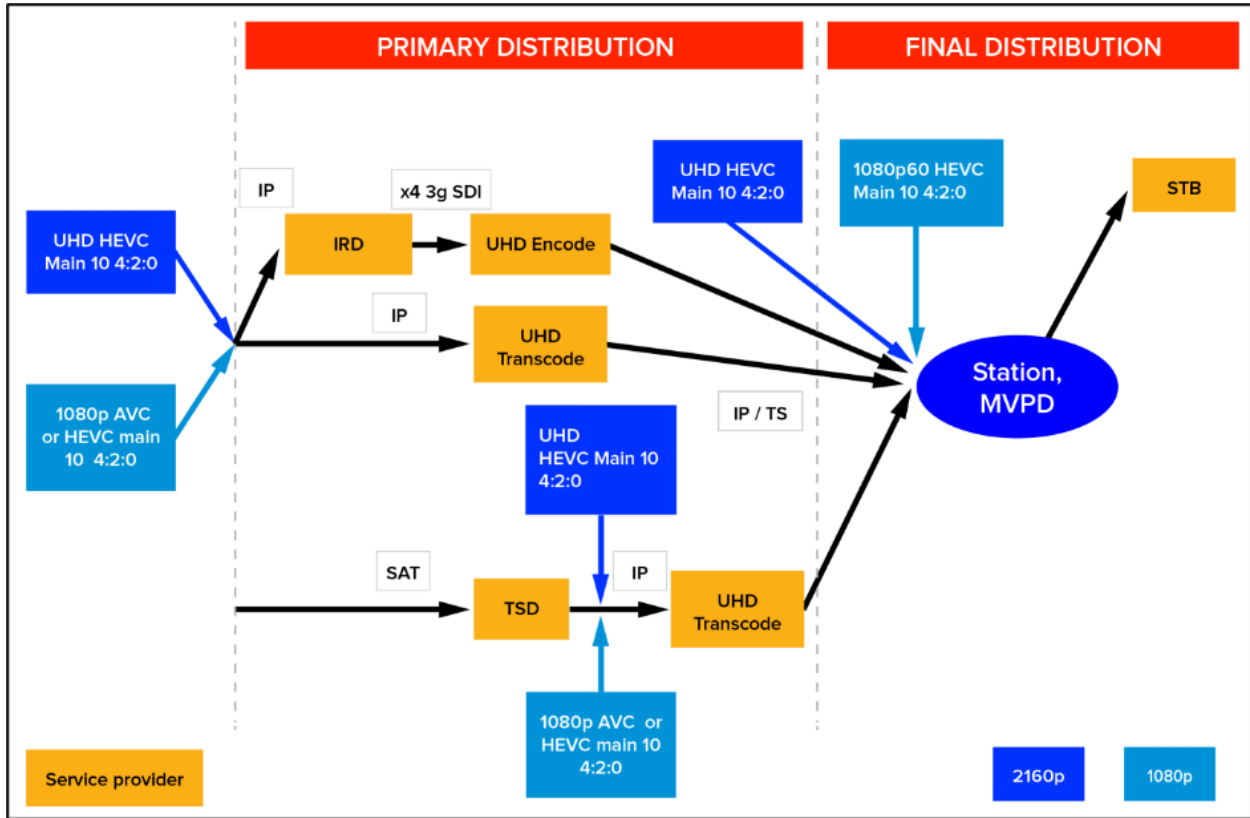 PRIMARY DISTRIBUTION
FINAL DISTRIBUTION
IP
x4 3g SDI
UHD HEVC
Main 10 4:2:0
1080p60 HEVC
Main 10 4:2:0
STB
UHD HEVC
Main 10 4:2:0
IRD
UHD Encode
IP
UHD
Transcode
Station,
MVPD
1080p AVC
or HEVC main
10 4:2:0
IP / TS
UHD
HEVC Main 10
4:2:0
SAT
IP
TSD
UHD
Transcode
1080p AVC or
HEVC main 10
4:2:0
Service provider
2160p
1080p